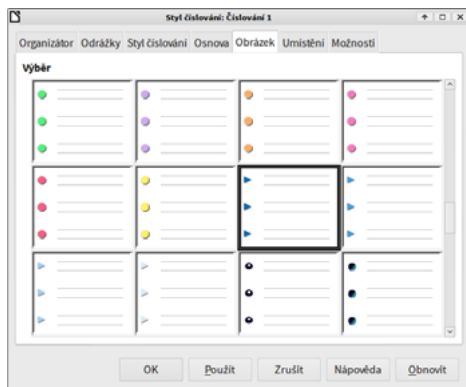 Styl číslování: Číslování 1
Organizátor Odrážky Styl číslování Osnova Obrázek Umístění Možnosti
Výběr
OK Použít Zrušit Nápověda Obnovit